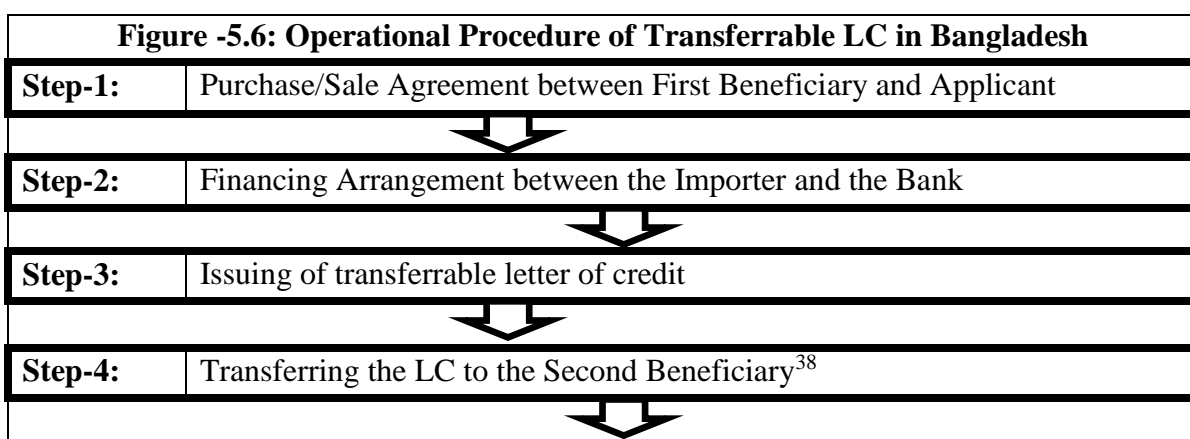 Figure -5.6: Operational Procedure of Transferrable LC in Bangladesh
Step-1: Purchase/Sale Agreement between First Beneficiary and Applicant
Step-2: Financing Arrangement between the Importer and the Bank
Step-3: Issuing of transferrable letter of credit
Step-4: Transferring the LC to the Second Beneficiary38